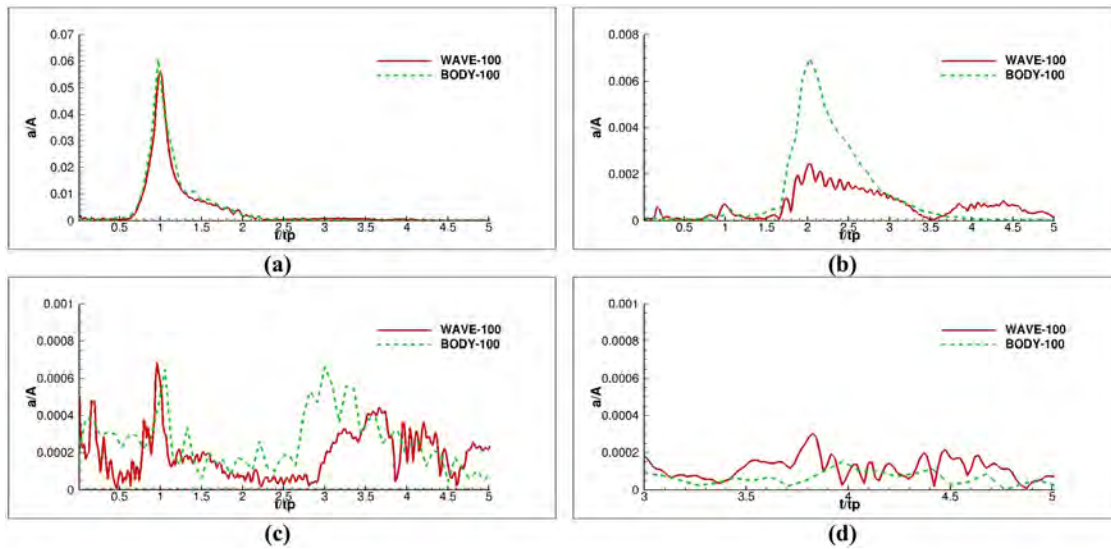 0.07
0.06
0.05
0.04
0.03
0.02
0.01
0
a/A
WAVE-100
BODY-100
0.5 1 1.5 2 2.5 3 3.5 4 4.5 5
f/tp
(a)
0.008
0.006
0.004
0.002
0
a/A
WAVE-100
BODY-100
0.5 1 1.5 2 2.5 3 3.5 4 4.5 5
f/tp
(b)
0.001
0.0008
0.0006
0.0004
0.0002
0
a/A
WAVE-100
BODY-100
0.5 1 1.5 2 2.5 3 3.5 4 4.5 5
f/tp
(c)
0.001
0.0008
0.0006
0.0004
0.0002
0
a/A
WAVE-100
BODY-100
3 3.5 4 4.5 5
f/tp
(d)